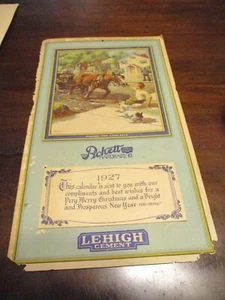 1927
This calendar is sent to you with our
compliments and best wishes for a
Very Merry Christmas and a Bright
and Prosperous New Year
LEHIGH
CEMENT